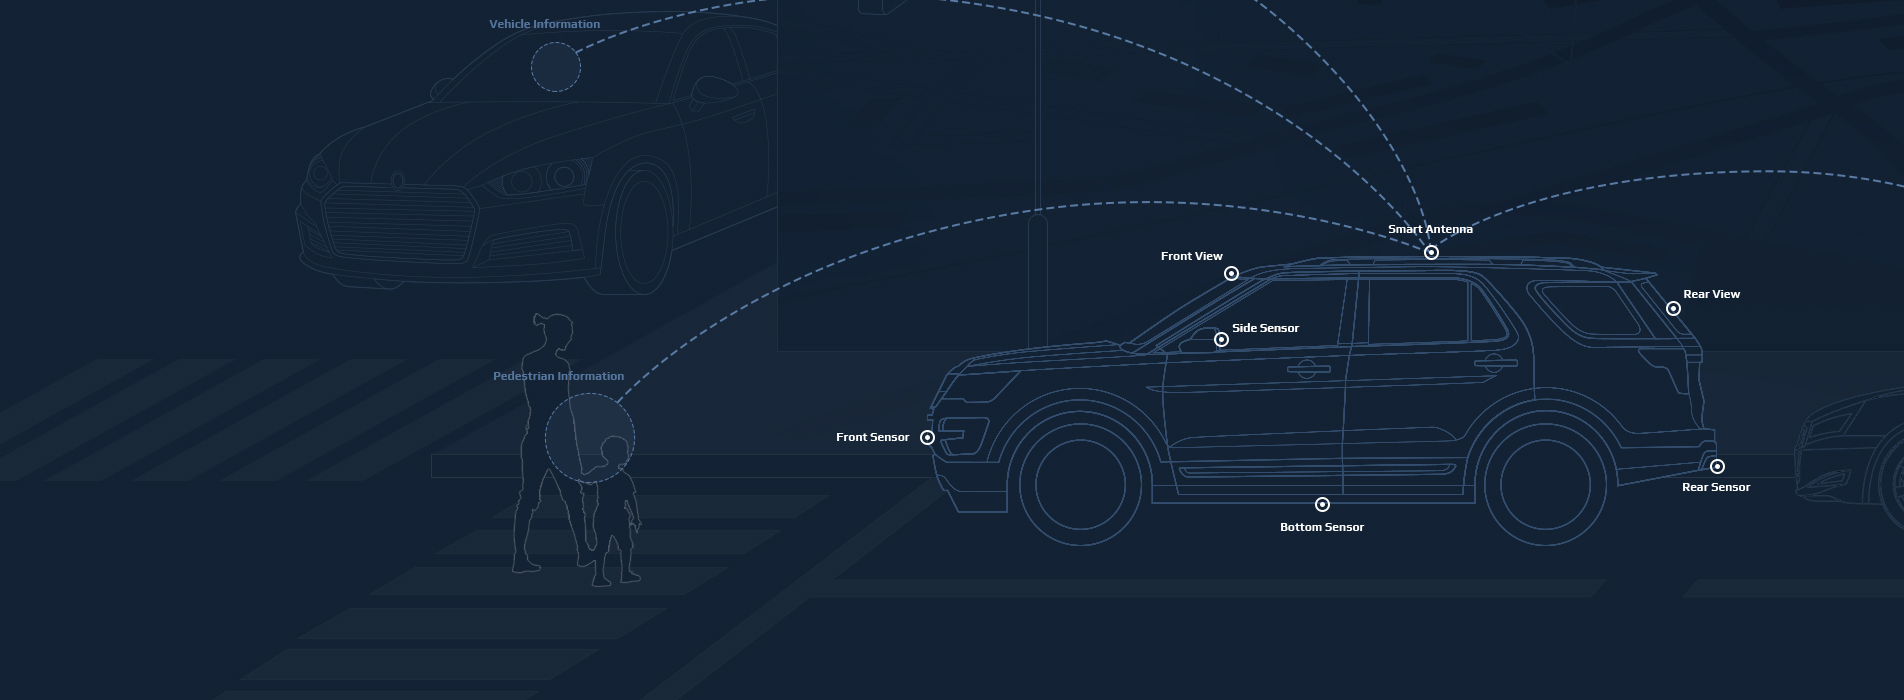 Vehicle Information
Smart Antenna
Front View
Rear View
Side Sensor
Pedestrian Information
Front Sensor
Rear Sensor
Bottom Sensor